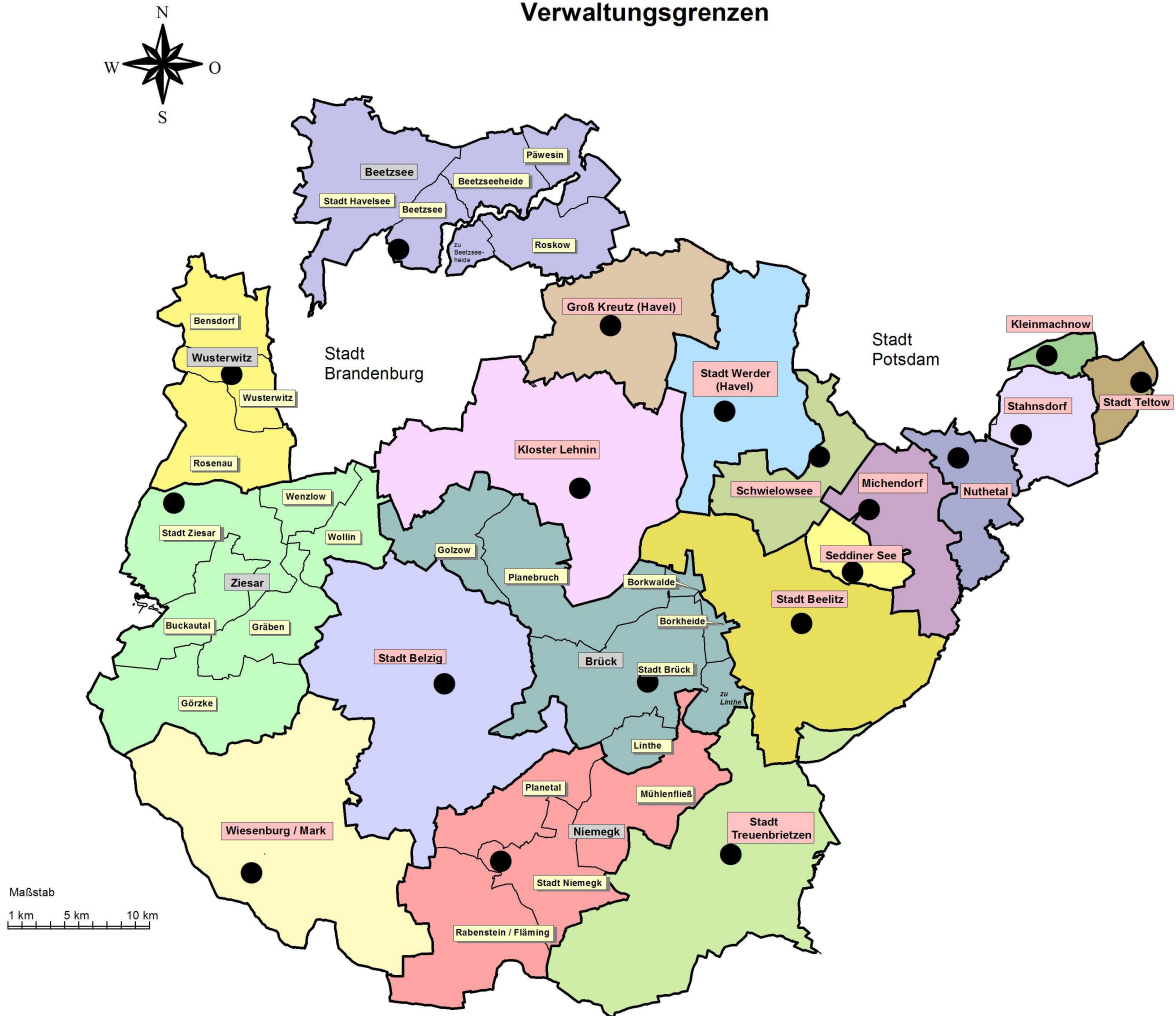 Verwaltungsgrenzen
N
W
O
S
Päwesin
Beetzsee
Beetzseeheide
Stadt Havelsee
Beetzsee
Roskow
zu
Beetzsee-
heide
Groß Kreutz (Havel)
Bensdorf
Kleinmachnow
Stadt
Brandenburg
Stadt
Potsdam
Wusterwitz
Stadt Werder
(Havel)
Wusterwitz
Stahnsdorf
Stadt Teltow
Kloster Lehnin
Rosenau
Schwielowsee
Michendorf
Nuthetal
Wenzlow
Stadt Ziesar
Wollin
Golzow
Seddiner See
Planebruch
Ziesar
Borkwalde
Stadt Beelitz
Buckautal
Gräben
Borkheide
Stadt Belzig
Brück
Stadt Brück
zu
Linthe
Görzke
Linthe
Planetal
Mühlenfließ
Wiesenburg / Mark
Niemegk
Stadt
Treuenbrietzen
Stadt Niemegk
Maßstab
1 km 5 km 10 km
Rabenstein / Fläming